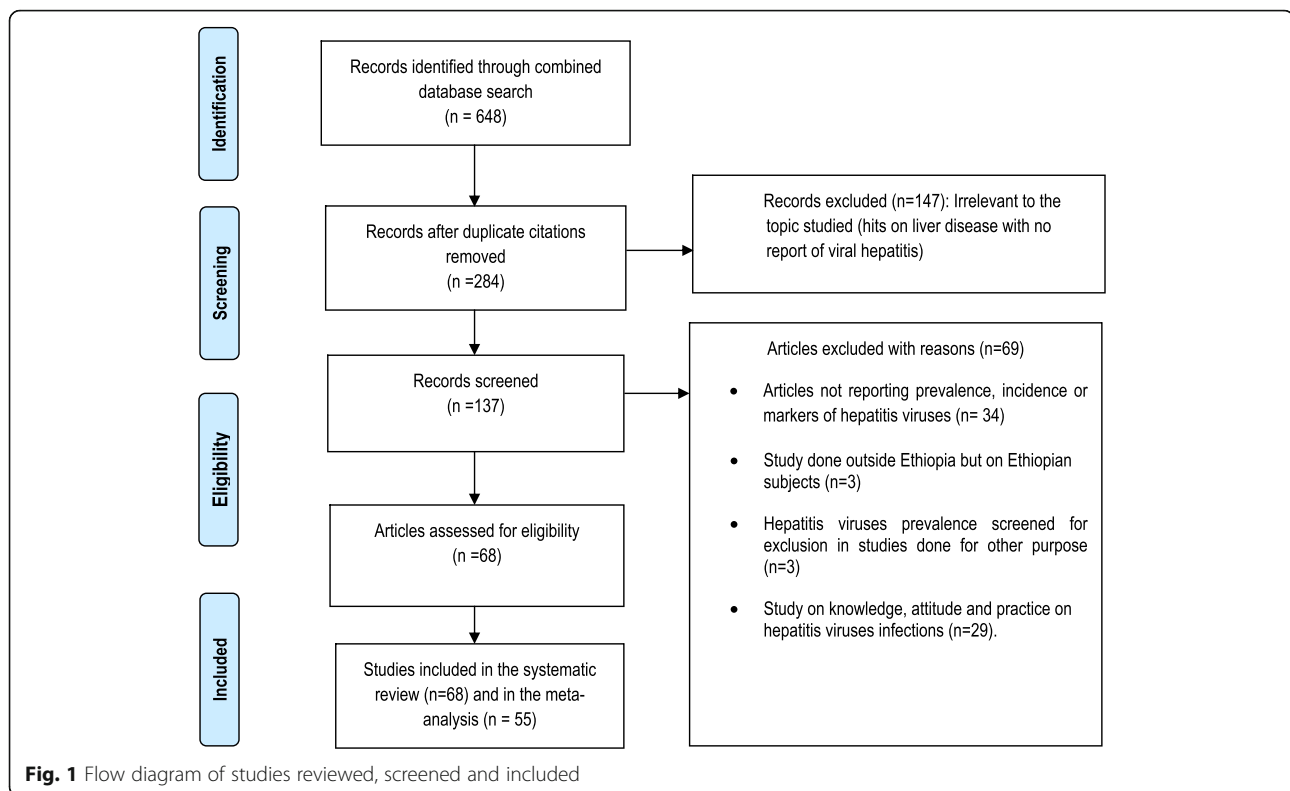 Identification
Records identified through combined
database search
(n = 648)
Screening
Records after duplicate citations
removed
(n =284)
Records excluded (n=147): Irrelevant to the
topic studied (hits on liver disease with no
report of viral hepatitis)
Records screened
(n =137)
Articles excluded with reasons (n=69)
• Articles not reporting prevalence, incidence or
markers of hepatitis viruses (n= 34)
• Study done outside Ethiopia but on Ethiopian
subjects (n=3)
• Hepatitis viruses prevalence screened for
exclusion in studies done for other purpose
(n=3)
• Study on knowledge, attitude and practice on
hepatitis viruses infections (n=29).
Eligibility
Articles assessed for eligibility
(n =68)
Included
Studies included in the systematic
review (n=68) and in the meta-
analysis (n = 55)
Fig. 1 Flow diagram of studies reviewed, screened and included